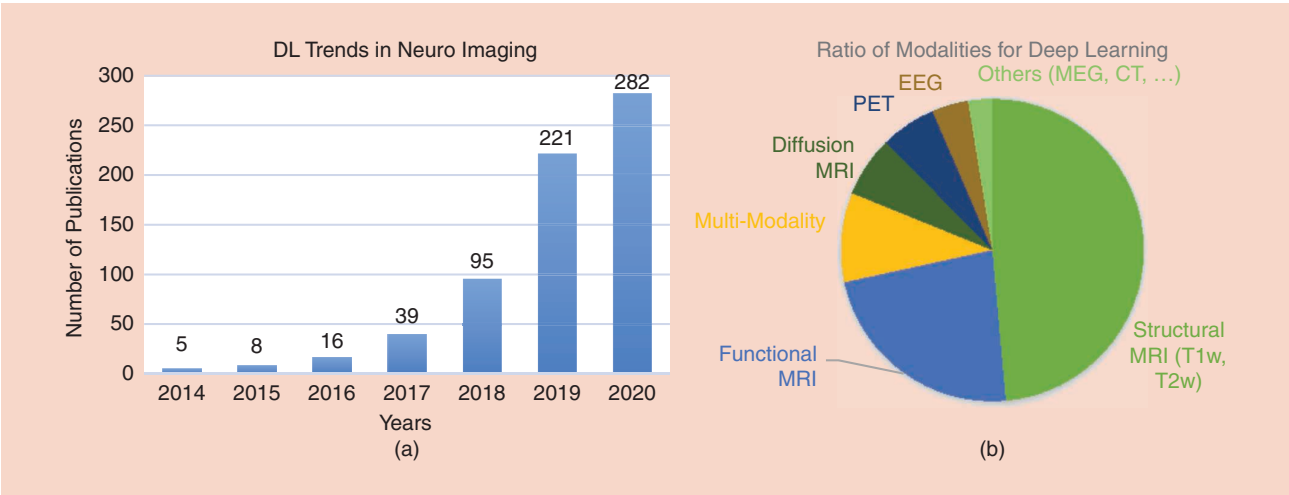 DL Trends in Neuro Imaging
Number of Publications
300
250
200
150
100
50
0
5
8
16
39
95
221
282
2014 2015 2016 2017 2018 2019 2020
Years
(a)
Ratio of Modalities for Deep Learning
Others (MEG, CT, …)
EEG
PET
Diffusion
MRI
Multi-Modality
Functional
MRI
Structural
MRI (T1w,
T2w)
(b)